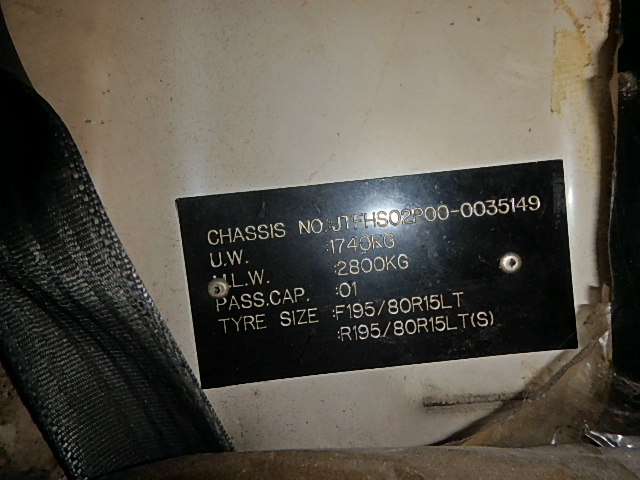 CHASSIS NO.:JTFHS02P00-0035149
U.W. :1740KG
M.L.W. :2800KG
PASS.CAP. :01
TYRE SIZE :F195/80R15LT
:R195/80R15LT(S)